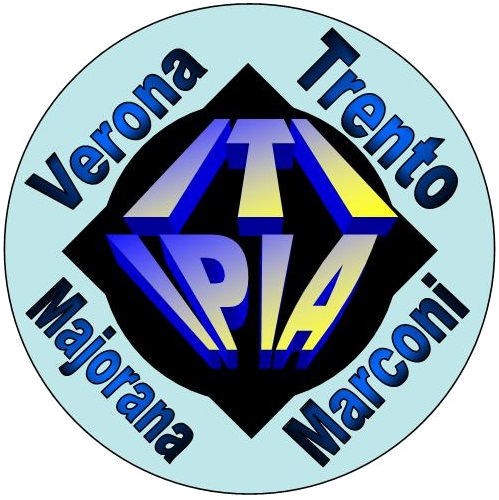 Verona
Trento
ITI
IPIA
Majorana
Marconi